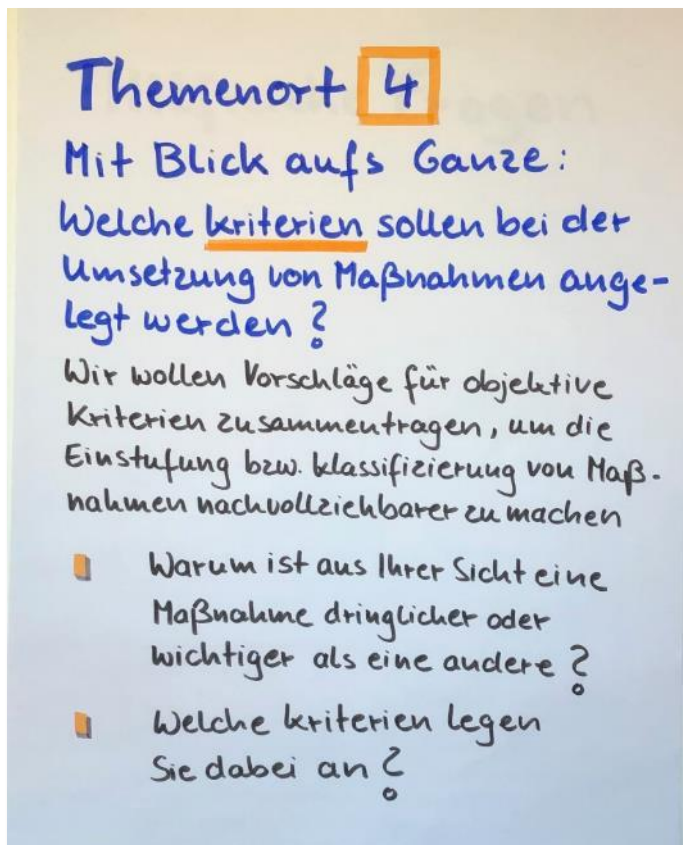 Themenort 4
Mit Blick aufs Ganze:
Welche Kriterien sollen bei der
Umsetzung von Maßnahmen ange-
legt werden?
Wir wollen Vorschläge für objektive
Kriterien zusammentragen, um die
Einstufung bzw. Klassifizierung von Maß-
nahmen nachvollziehbarer zu machen
Warum ist aus Ihrer Sicht eine
Maßnahme dringlicher oder
wichtiger als eine andere?
Welche Kriterien legen
Sie dabei an?